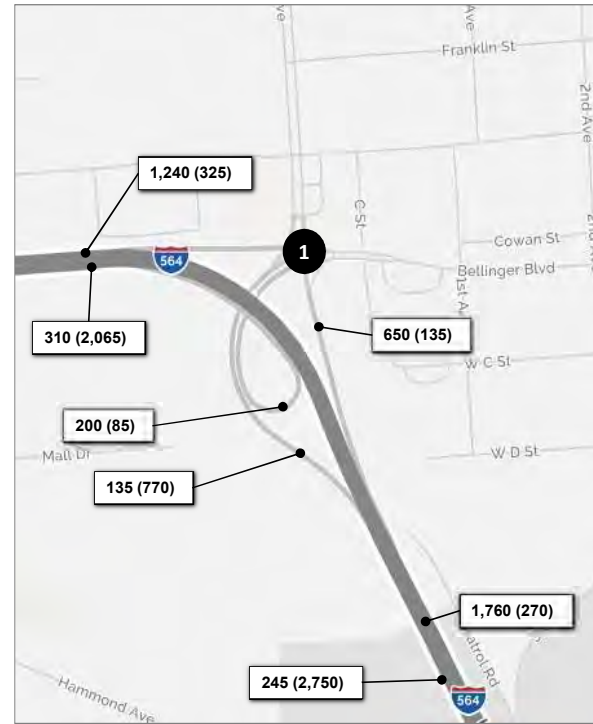 Ave
Ave
Franklin St
2nd Ave
1,240 (325)
C St
Cowan St
1
564
Bellinger Blvd
1st A
310 (2,065)
650 (135)
W C St
200 (85)
Mall Dr
W D St
135 (770)
1,760 (270)
atrol Rd
245 (2,750)
564
Hammond Ave